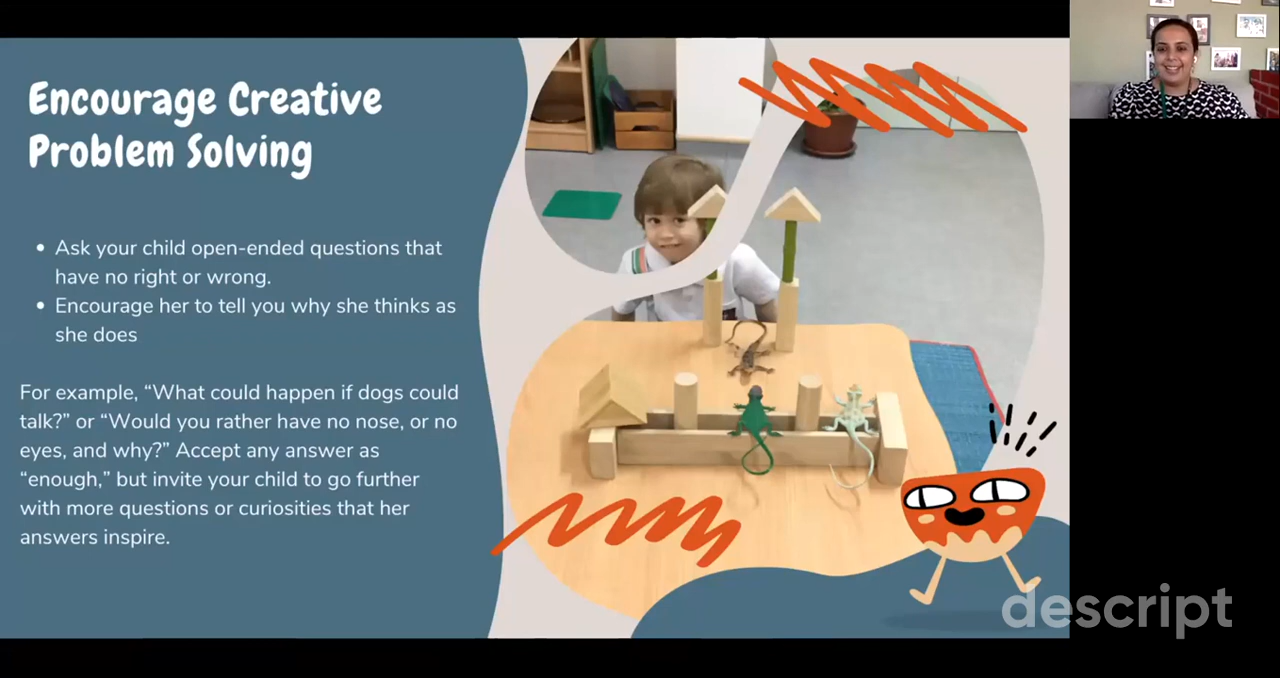 Encourage Creative
Problem Solving
• Ask your child open-ended questions that
have no right or wrong.
• Encourage her to tell you why she thinks as
she does
For example, “What could happen if dogs could
talk?” or “Would you rather have no nose, or no
eyes, and why?” Accept any answer as
“enough,” but invite your child to go further
with more questions or curiosities that her
answers inspire.
descript